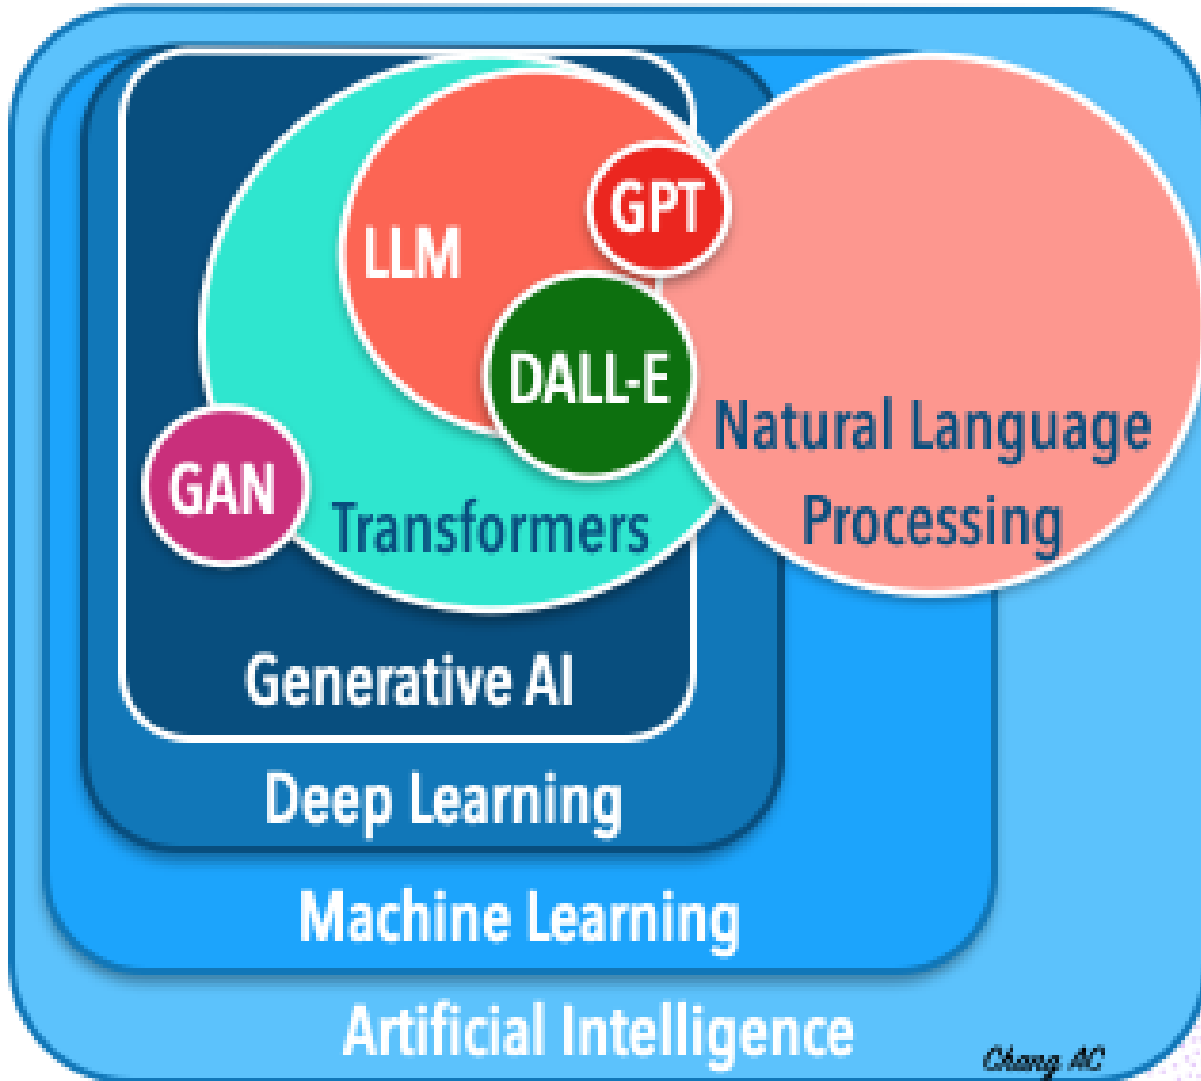 GPT
LLM
DALL-E
Natural Language
Processing
GAN
Transformers
Generative AI
Deep Learning
Machine Learning
Artificial Intelligence
Chang AC